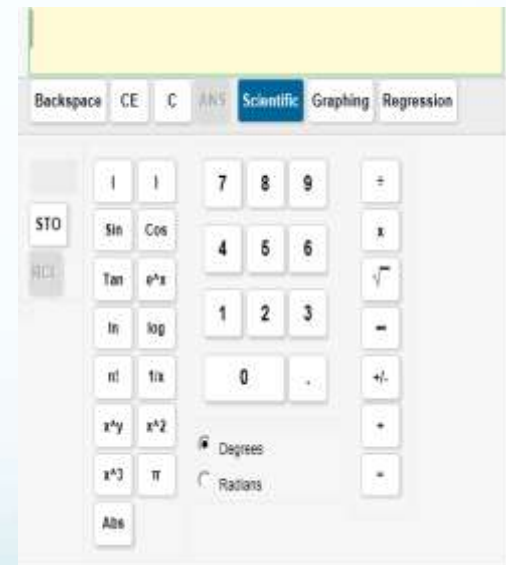 Backspace CE C ANS Scientific Graphing Regression
( ) 7 8 9 ÷
STO Sin Cos 4 5 6 x
RCL Tan e^x √
ln log 1 2 3 –
n! 1/x 0 . +/-
x^y x^2 +
Degrees
x^3 π
Radians
Abs